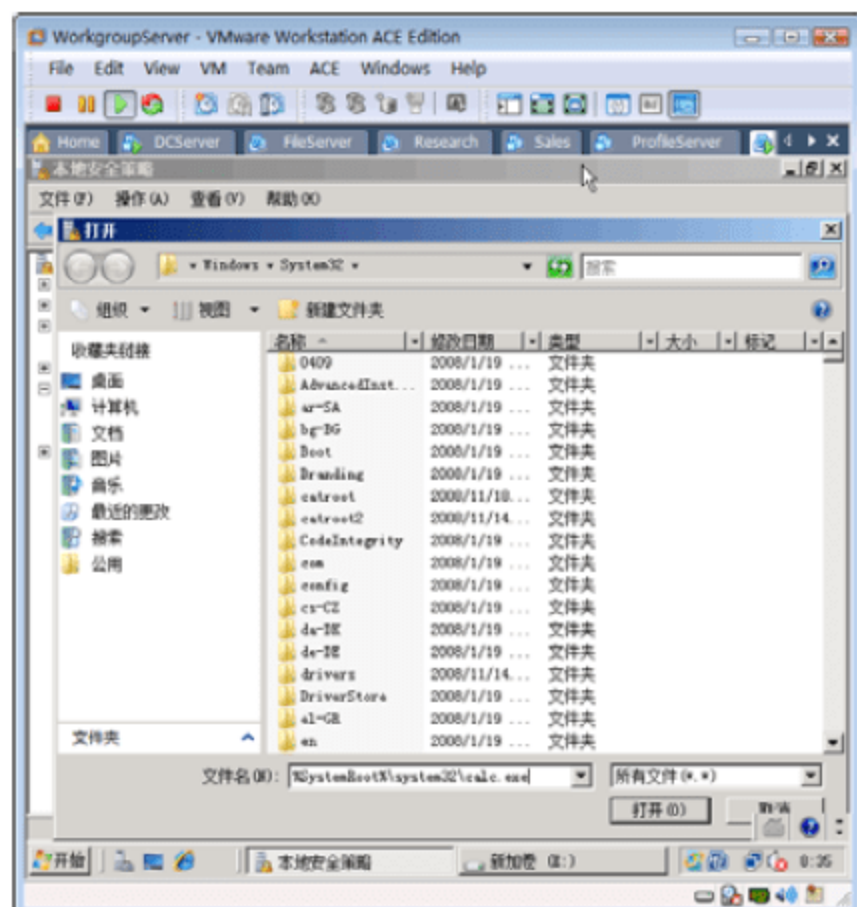 WorkgroupServer - VMware Workstation ACE Edition
File Edit View VM Team ACE Windows Help
Home DCServer FileServer Research Sales ProfileServer
本地安全策略
文件(F) 操作(A) 查看(V) 帮助(H)
打开
Windows System32 搜索
组织 视图 新建文件夹
收藏夹链接
桌面
计算机
文档
图片
音乐
最近的更改
搜索
公用
文件夹
名称 修改日期 类型 大小 标记
0409 2008/1/19 ... 文件夹
AdvancedInst... 2008/1/19 ... 文件夹
ar-SA 2008/1/19 ... 文件夹
bg-BG 2008/1/19 ... 文件夹
Boot 2008/1/19 ... 文件夹
Branding 2008/1/19 ... 文件夹
catroot 2008/11/18... 文件夹
catroot2 2008/11/14... 文件夹
CodeIntegrity 2008/1/19 ... 文件夹
com 2008/1/19 ... 文件夹
config 2008/1/19 ... 文件夹
cs-CZ 2008/1/19 ... 文件夹
da-DK 2008/1/19 ... 文件夹
de-DE 2008/1/19 ... 文件夹
drivers 2008/11/14... 文件夹
DriverStore 2008/1/19 ... 文件夹
el-GR 2008/1/19 ... 文件夹
en 2008/1/19 ... 文件夹
文件名(N): %SystemRoot%\system32\calc.exe 所有文件(*.*)
打开(O) 取消
开始 本地安全策略 新加卷 (E:) 8:35